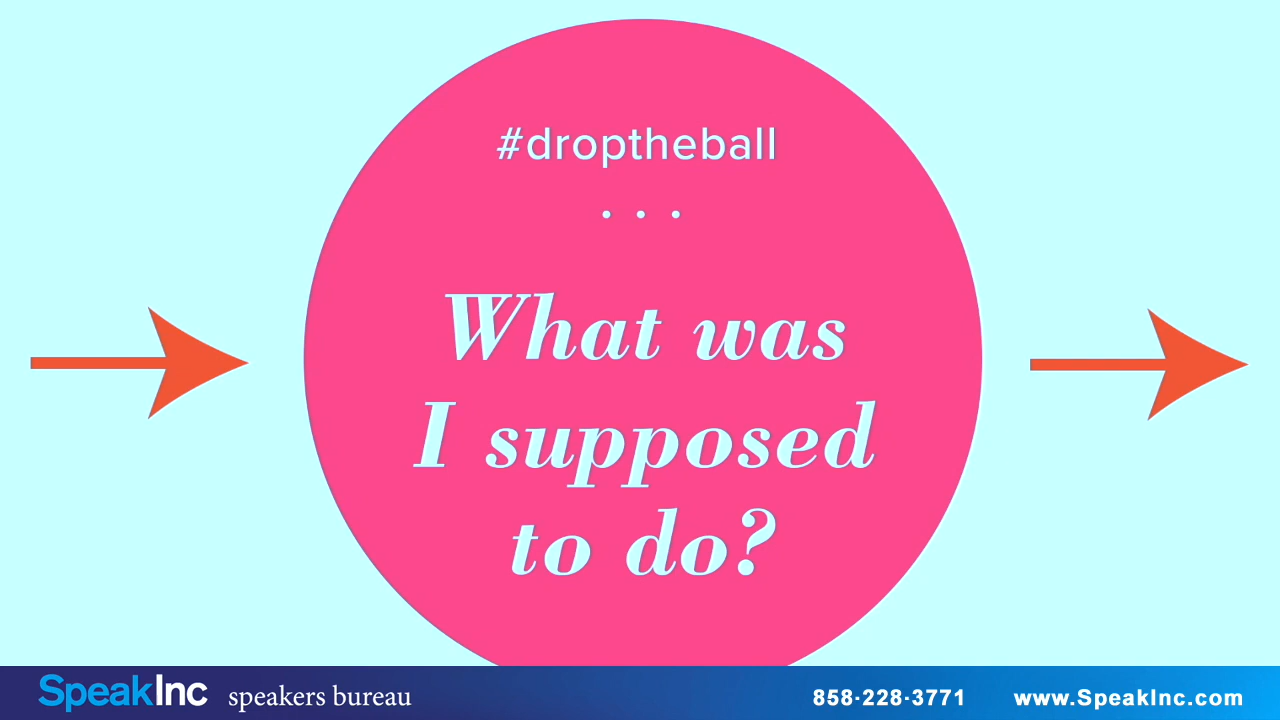 #droptheball
. . .
What was
I supposed
to do?
SpeakInc speakers bureau 858-228-3771 www.SpeakInc.com